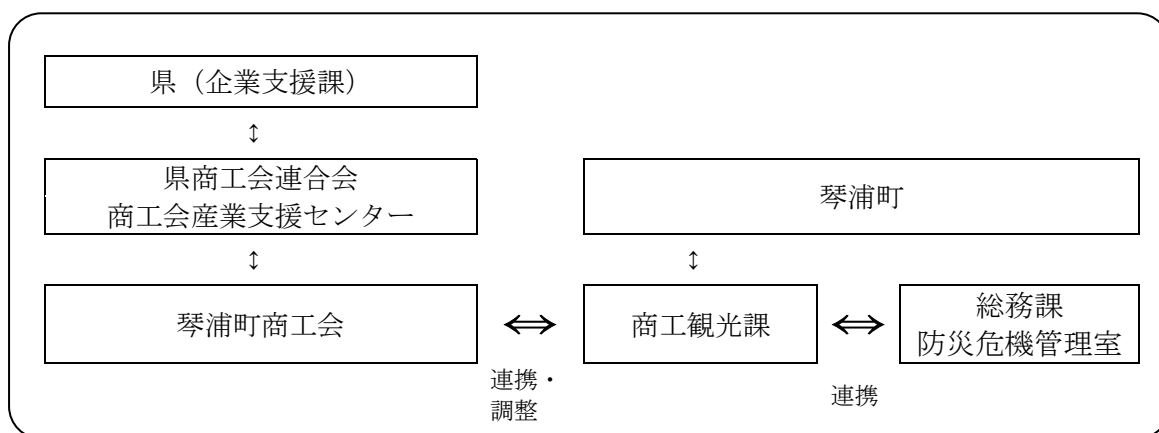 県（企業支援課）
↕
県商工会連合会
商工会産業支援センター
琴浦町
↕
↕
琴浦町商工会
⇔
商工観光課
⇔
総務課
防災危機管理室
連携・
調整
連携